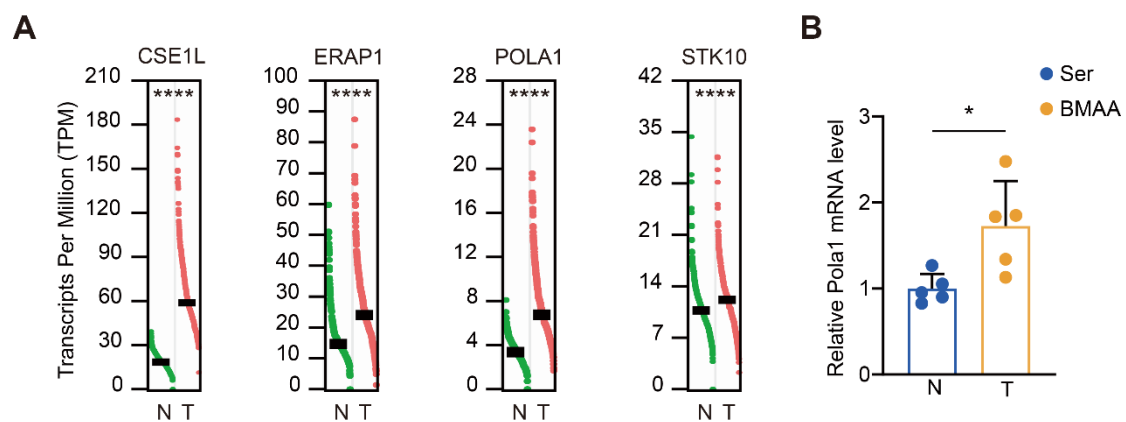 A
CSE1L
ERAP1
POLA1
STK10
Transcripts Per Million (TPM)
210
180
150
120
90
60
30
0
****
N T
100
90
80
70
60
50
40
30
20
10
0
****
N T
28
24
20
16
12
8
4
0
****
N T
42
35
28
21
14
7
0
****
N T
B
Ser
BMAA
Relative Pola1 mRNA level
3
2
1
0
*
N
T